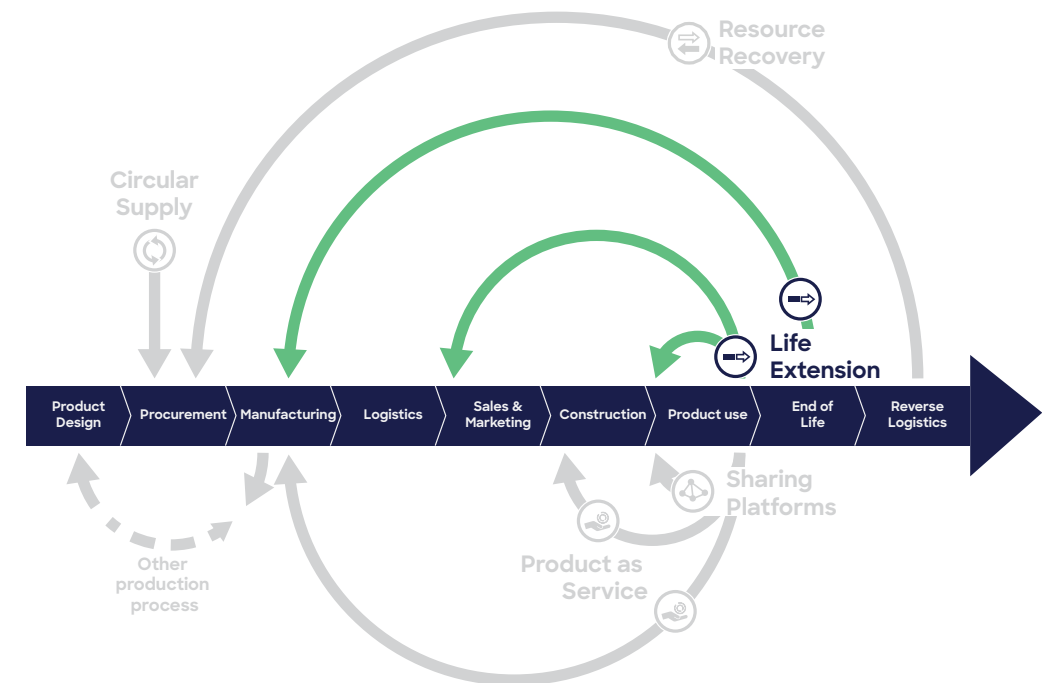 Resource
Recovery
Circular
Supply
Life
Extension
Product
Design
Procurement
Manufacturing
Logistics
Sales &
Marketing
Construction
Product use
End of
Life
Reverse
Logistics
Sharing
Platforms
Product as
Service
Other
production
process